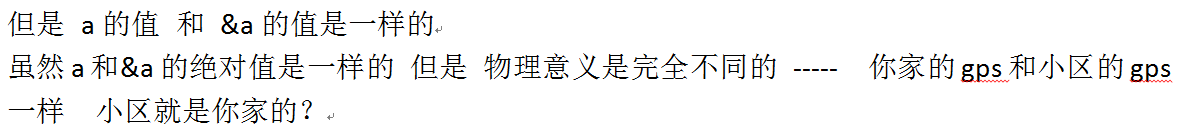 但是 a 的值 和 &a 的值是一样的
虽然 a 和&a 的绝对值是一样的 但是 物理意义是完全不同的 ----- 你家的 gps 和小区的 gps
一样 小区就是你家的？